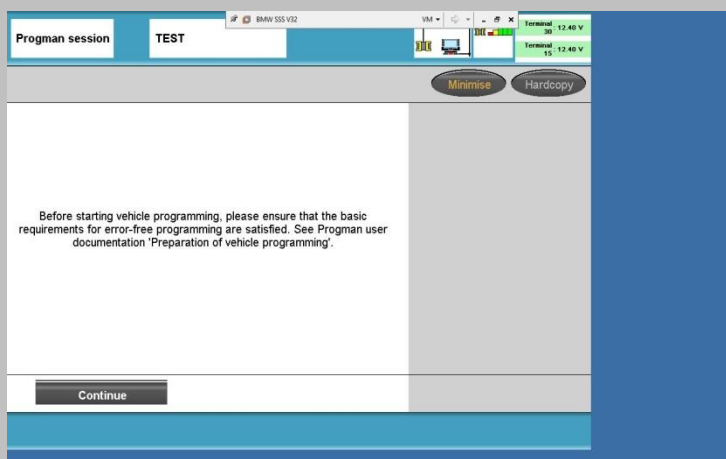 BMW SSS V32
VM
Progman session
TEST
Terminal
30 : 12.40 V
Terminal
15 : 12.40 V
Minimise
Hardcopy
Before starting vehicle programming, please ensure that the basic
requirements for error-free programming are satisfied. See Progman user
documentation 'Preparation of vehicle programming'.
Continue